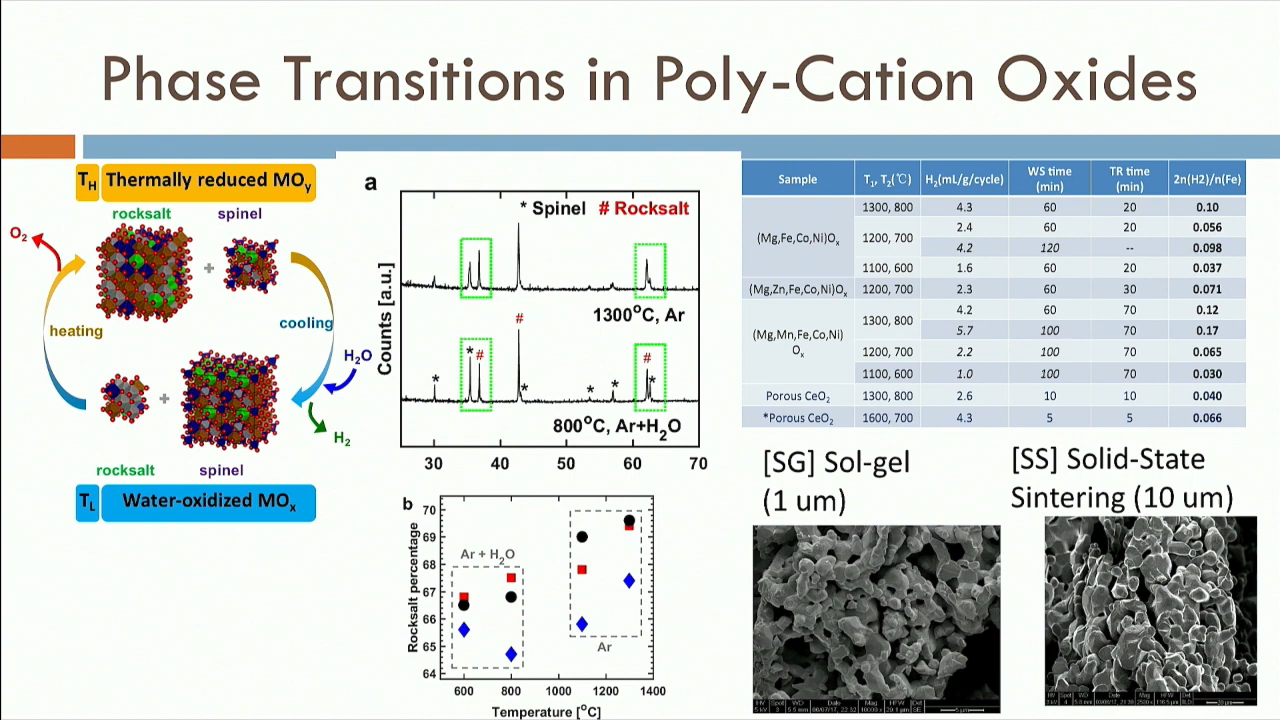 Phase Transitions in Poly-Cation Oxides
T_H Thermally reduced MO_y
rocksalt spinel
O₂
+
heating
cooling
H₂O
+
H₂
rocksalt spinel
T_L Water-oxidized MOₓ
a
* Spinel # Rocksalt
Counts [a.u.]
1300°C, Ar
#
* # * * * * # *
800°C, Ar+H₂O
30 40 50 60 70
b
Rocksalt percentage
70
69
68
67
66
65
64
Ar + H₂O
Ar
600 800 1000 1200 1400
Temperature [°C]
Sample T₁, T₂(℃) H₂(mL/g/cycle) WS time (min) TR time (min) 2n(H2)/n(Fe)
(Mg,Fe,Co,Ni)Oₓ 1300, 800 4.3 60 20 0.10
1200, 700 2.4 60 20 0.056
4.2 120 -- 0.098
1100, 600 1.6 60 20 0.037
(Mg,Zn,Fe,Co,Ni)Oₓ 1200, 700 2.3 60 30 0.071
(Mg,Mn,Fe,Co,Ni)Oₓ 1300, 800 4.2 60 70 0.12
5.7 100 70 0.17
1200, 700 2.2 100 70 0.065
1100, 600 1.0 100 70 0.030
Porous CeO₂ 1300, 800 2.6 10 10 0.040
*Porous CeO₂ 1600, 700 4.3 5 5 0.066
[SG] Sol-gel
(1 um)
[SS] Solid-State
Sintering (10 um)